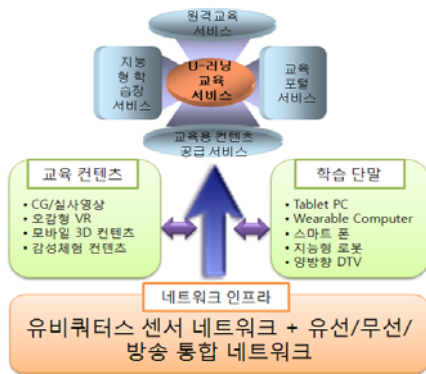 원격교육
서비스
지능
형 학
습장
서비스
U-러닝
교육
서비스
교육
포털
서비스
교육용 컨텐츠
공급 서비스
교육 컨텐츠
• CG/실사영상
• 오감형 VR
• 모바일 3D 컨텐츠
• 감성체험 컨텐츠
학습 단말
• Tablet PC
• Wearable Computer
• 스마트 폰
• 지능형 로봇
• 양방향 DTV
네트워크 인프라
유비쿼터스 센서 네트워크 + 유선/무선/
방송 통합 네트워크